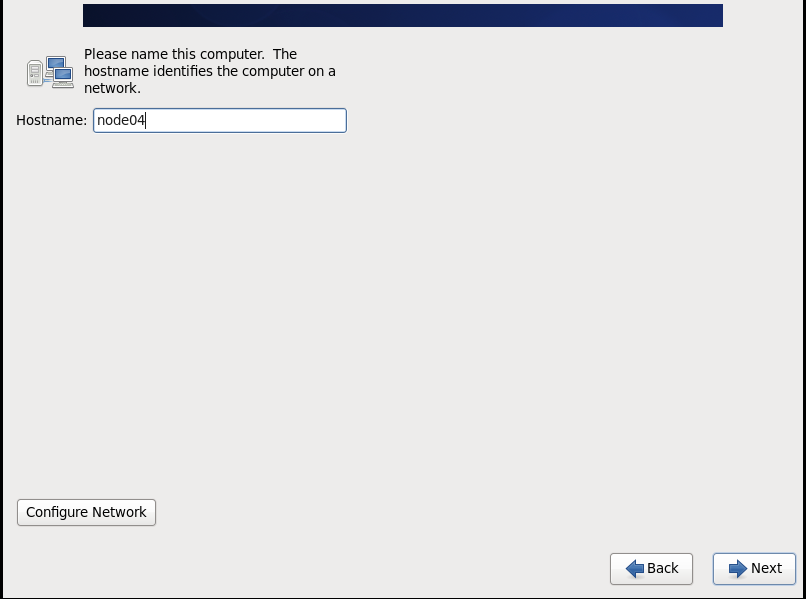 Please name this computer.  The
hostname identifies the computer on a
network.
Hostname: node04
Configure Network
Back
Next